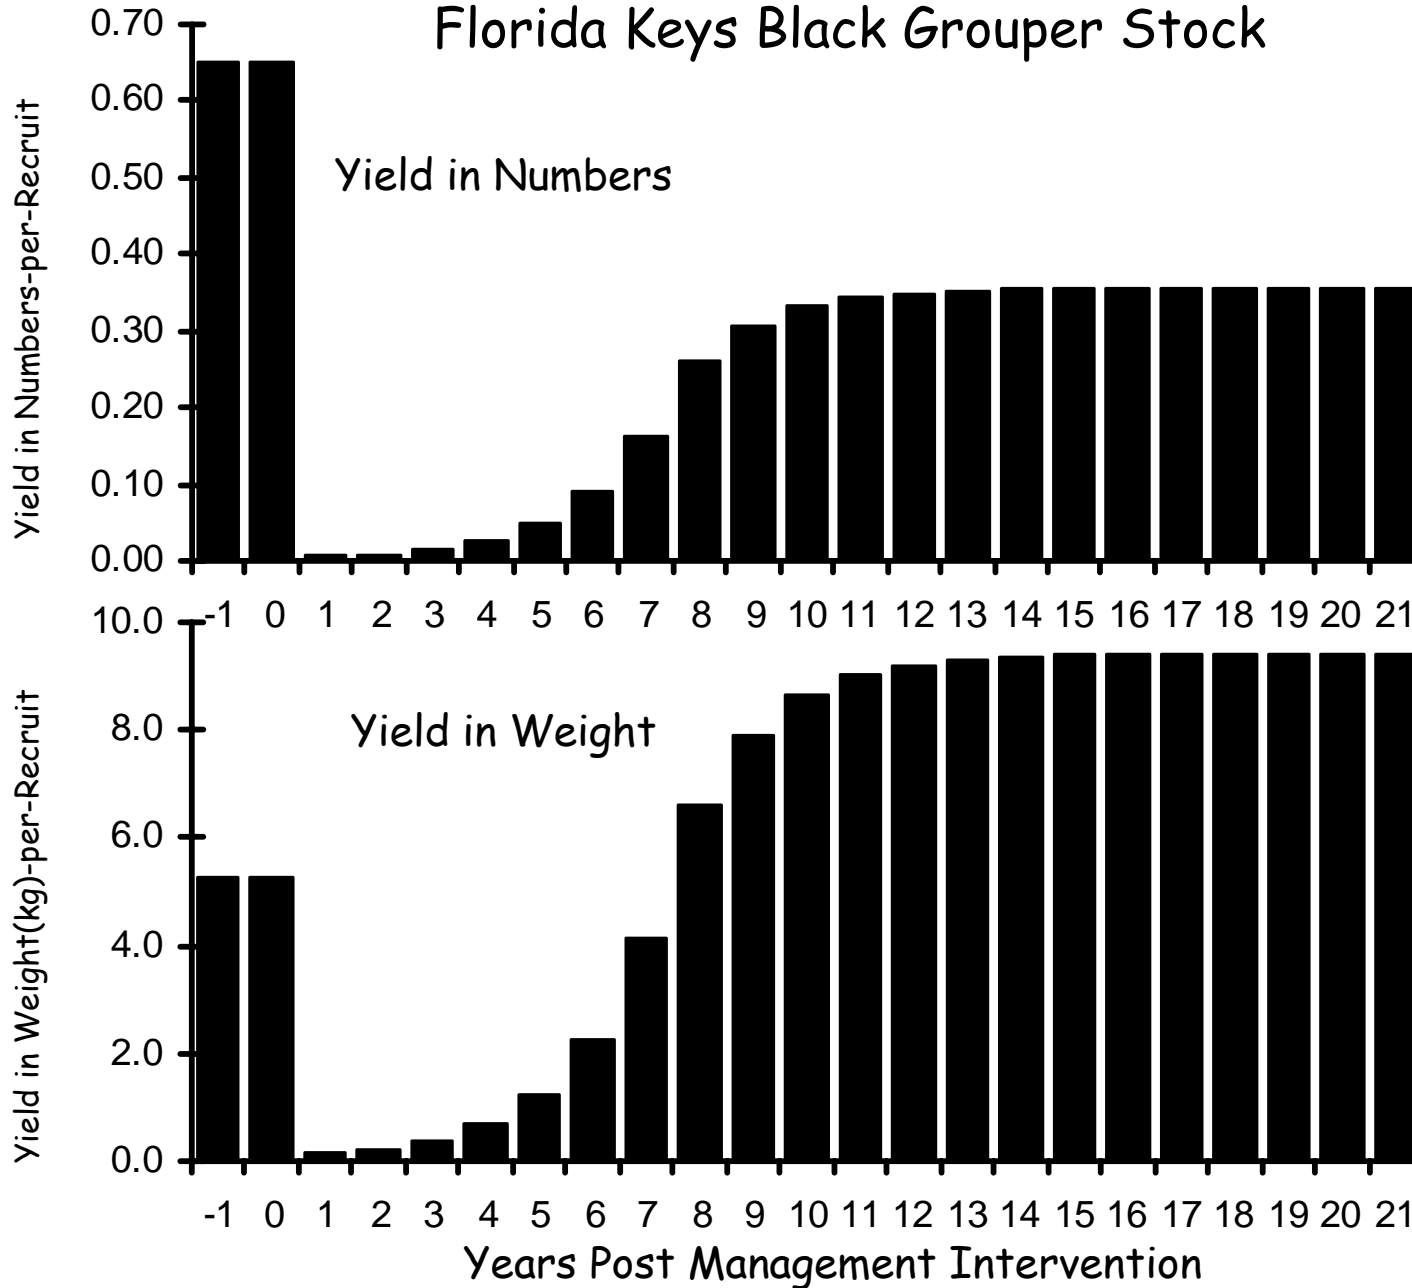 Florida Keys Black Grouper Stock
Yield in Numbers-per-Recruit
0.70
0.60
0.50
0.40
0.30
0.20
0.10
0.00
Yield in Numbers
-1 0 1 2 3 4 5 6 7 8 9 10 11 12 13 14 15 16 17 18 19 20 21
Yield in Weight(kg)-per-Recruit
10.0
8.0
6.0
4.0
2.0
0.0
Yield in Weight
-1 0 1 2 3 4 5 6 7 8 9 10 11 12 13 14 15 16 17 18 19 20 21
Years Post Management Intervention